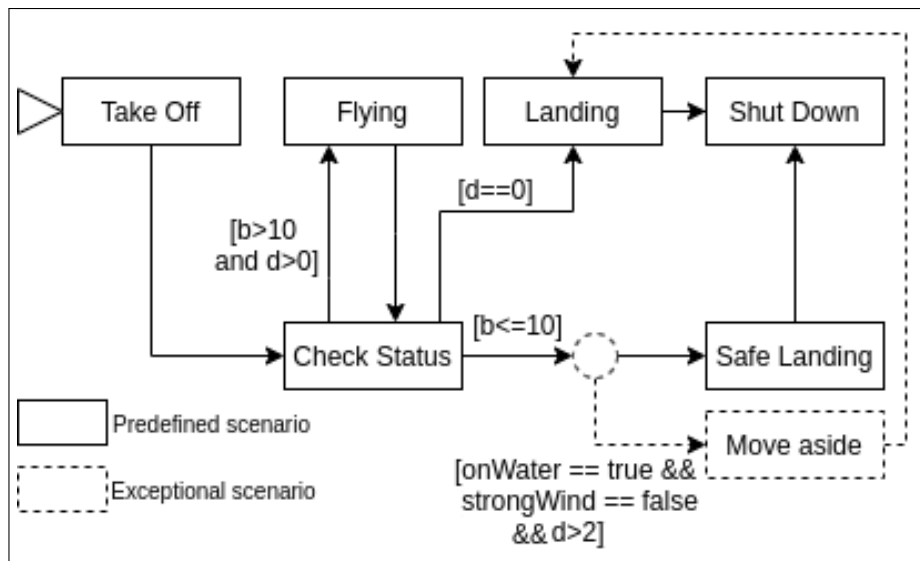 Take Off
Flying
Landing
Shut Down
[d==0]
[b>10
and d>0]
[b<=10]
Check Status
Safe Landing
Predefined scenario
Move aside
Exceptional scenario
[onWater == true &&
strongWind == false
&& d>2]